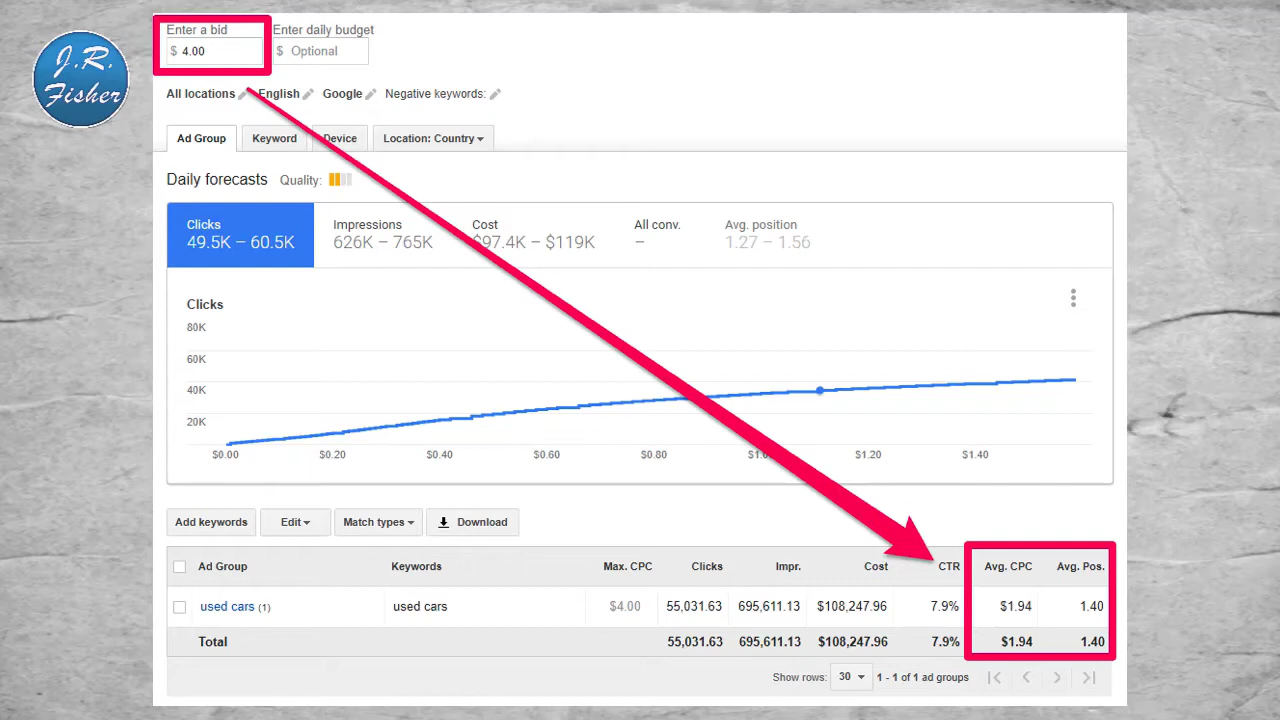 J.R.
Fisher
Enter a bid Enter daily budget
$ 4.00 $ Optional
All locations English Google Negative keywords:
Ad Group Keyword Device Location: Country
Daily forecasts Quality:
Clicks Impressions Cost All conv. Avg. position
49.5K – 60.5K 626K – 765K $97.4K – $119K – 1.27 – 1.56
Clicks
80K
60K
40K
20K
$0.00 $0.20 $0.40 $0.60 $0.80 $1.20 $1.40
Add keywords Edit Match types Download
Ad Group Keywords Max. CPC Clicks Impr. Cost CTR Avg. CPC Avg. Pos.
used cars (1) used cars $4.00 55,031.63 695,611.13 $108,247.96 7.9% $1.94 1.40
Total 55,031.63 695,611.13 $108,247.96 7.9% $1.94 1.40
Show rows: 30 1 - 1 of 1 ad groups